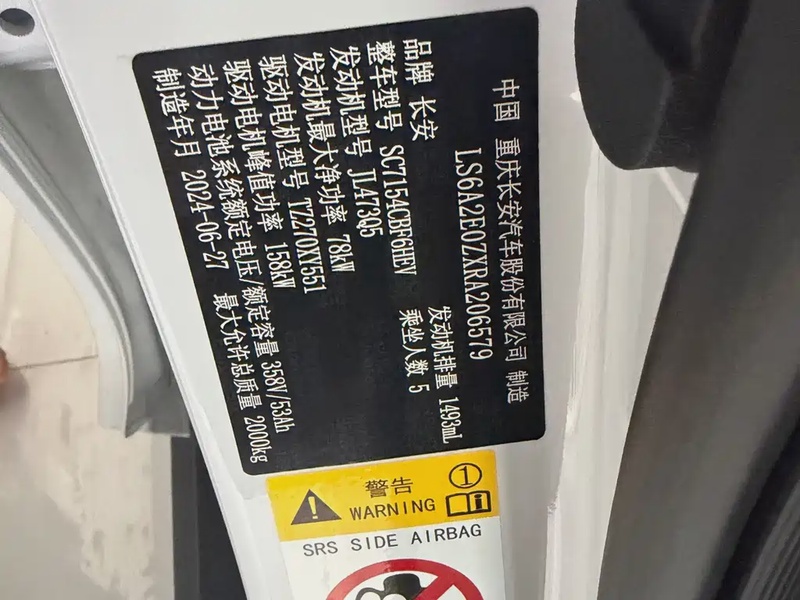 中国 重庆长安汽车股份有限公司 制造
LS6A2E0ZXRA206579
品牌 长安
整车型号 SC7154CBF6HEV 乘坐人数 5
发动机型号 JL473Q5 发动机排量 1493mL
发动机最大净功率 78kW
驱动电机型号 TZ270XY551
驱动电机峰值功率 158kW
动力电池系统额定电压/额定容量 358V/53Ah
制造年月 2024-06-27 最大允许总质量 2000kg
警告 1
WARNING
SRS SIDE AIRBAG